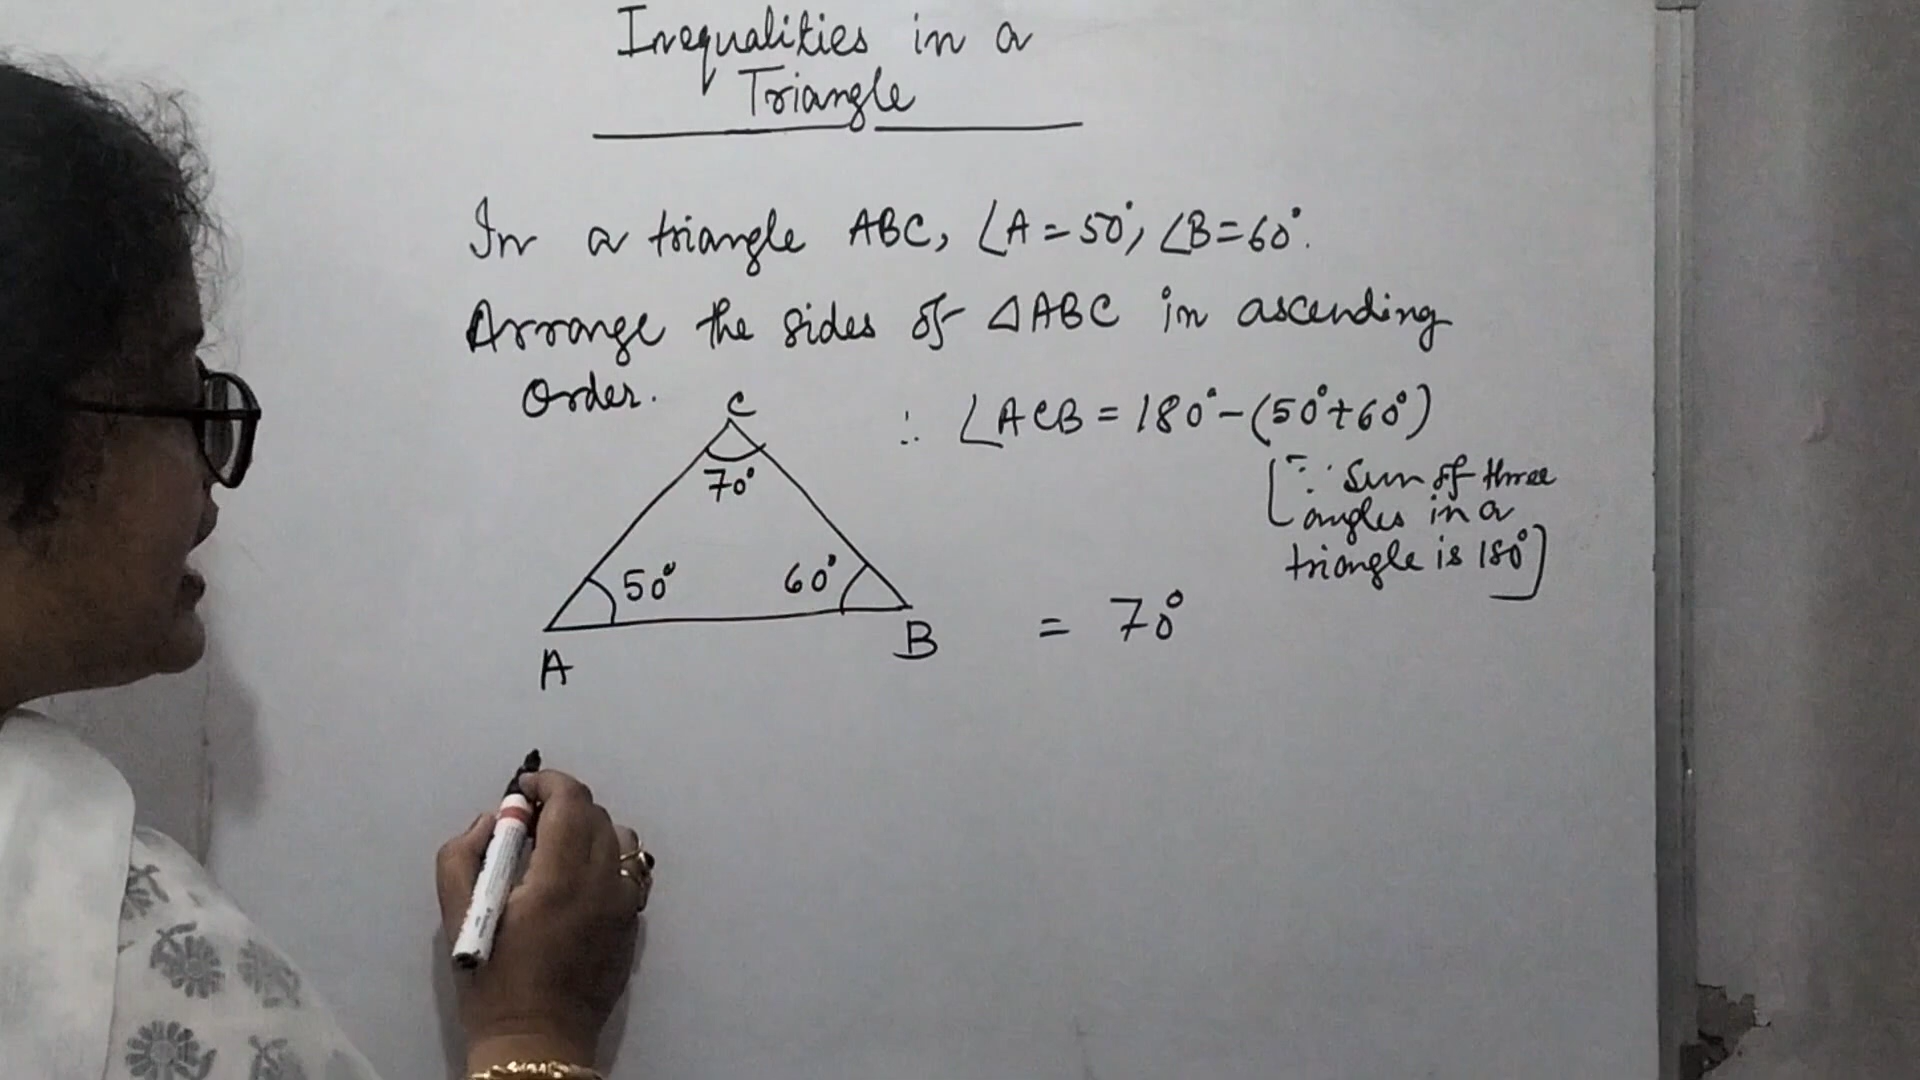 Inequalities in a
Triangle
In a triangle ABC, ∠A=50°, ∠B=60°.
Arrange the sides of △ABC in ascending
order.
C
∴ ∠ACB = 180°-(50°+60°)
70°
[∵ Sum of three
angles in a
triangle is 180°]
50°
60°
= 70°
A
B